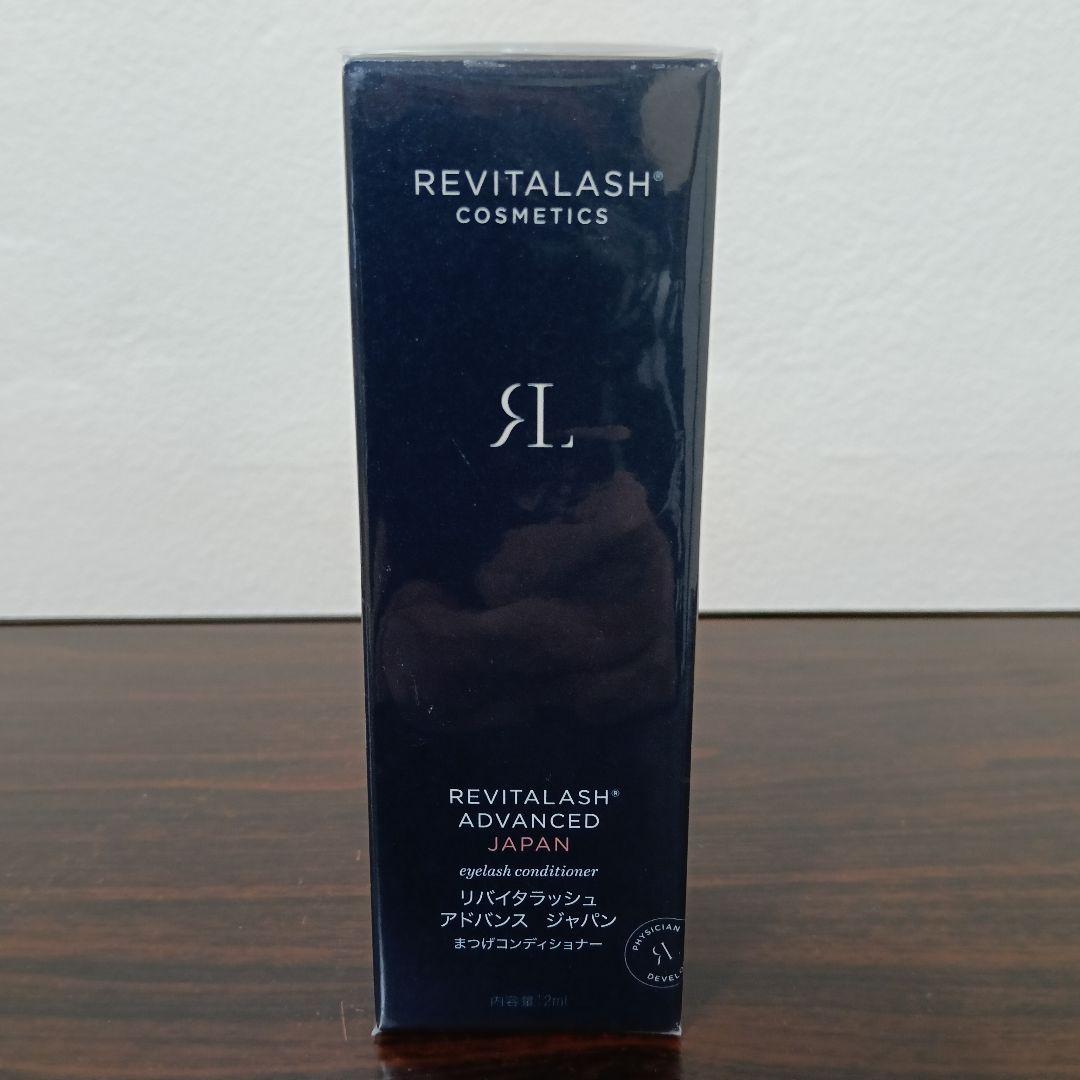 REVITALASH®
COSMETICS
RL
REVITALASH®
ADVANCED
JAPAN
eyelash conditioner
リバイタラッシュ
アドバンス ジャパン
まつげコンディショナー
PHYSICIAN
RL
DEVEL
内容量:2ml